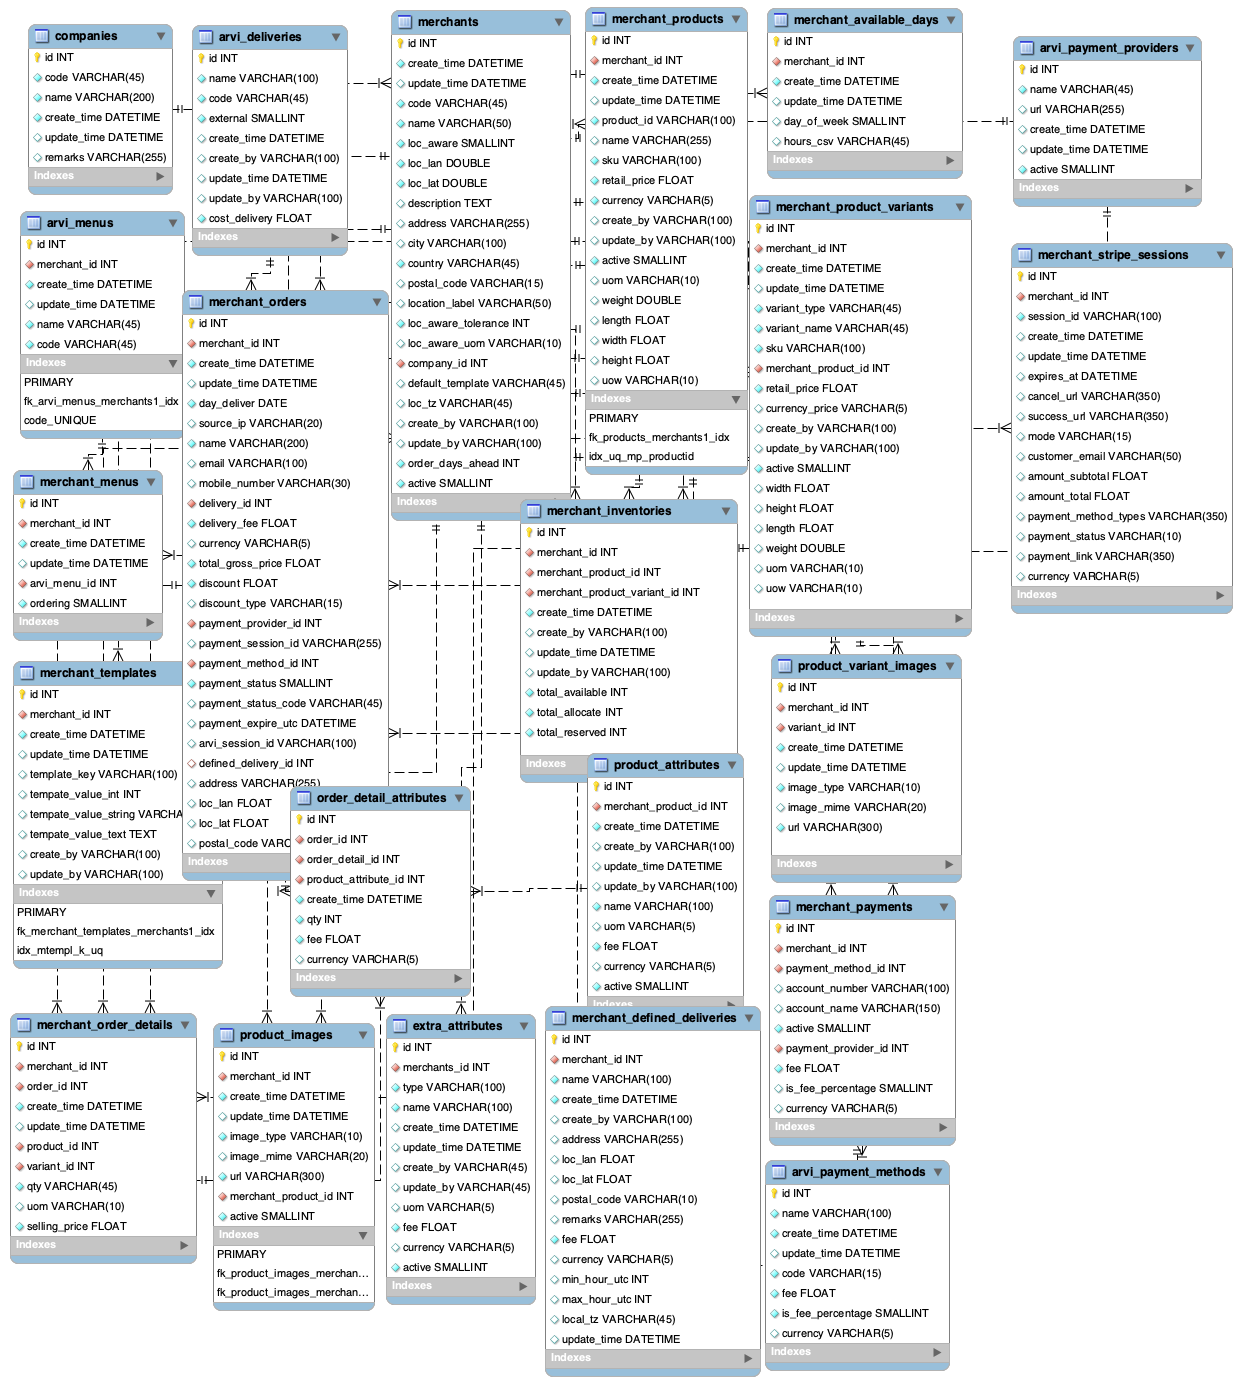 companies
id INT
code VARCHAR(45)
name VARCHAR(200)
create_time DATETIME
update_time DATETIME
remarks VARCHAR(255)
Indexes
arvi_deliveries
id INT
name VARCHAR(100)
code VARCHAR(45)
external SMALLINT
create_time DATETIME
create_by VARCHAR(100)
update_time DATETIME
update_by VARCHAR(100)
cost_delivery FLOAT
Indexes
merchants
id INT
create_time DATETIME
update_time DATETIME
code VARCHAR(45)
name VARCHAR(50)
loc_aware SMALLINT
loc_lan DOUBLE
loc_lat DOUBLE
description TEXT
address VARCHAR(255)
city VARCHAR(100)
country VARCHAR(45)
postal_code VARCHAR(15)
location_label VARCHAR(50)
loc_aware_tolerance INT
loc_aware_uom VARCHAR(10)
company_id INT
default_template VARCHAR(45)
loc_tz VARCHAR(45)
create_by VARCHAR(100)
update_by VARCHAR(100)
order_days_ahead INT
active SMALLINT
Indexes
merchant_products
id INT
merchant_id INT
create_time DATETIME
update_time DATETIME
product_id VARCHAR(100)
name VARCHAR(255)
sku VARCHAR(100)
retail_price FLOAT
currency VARCHAR(5)
create_by VARCHAR(100)
update_by VARCHAR(100)
active SMALLINT
uom VARCHAR(10)
weight DOUBLE
length FLOAT
width FLOAT
height FLOAT
uow VARCHAR(10)
Indexes
PRIMARY
fk_products_merchants1_idx
idx_uq_mp_productid
merchant_available_days
id INT
merchant_id INT
create_time DATETIME
update_time DATETIME
day_of_week SMALLINT
hours_csv VARCHAR(45)
Indexes
arvi_payment_providers
id INT
name VARCHAR(45)
url VARCHAR(255)
create_time DATETIME
update_time DATETIME
active SMALLINT
Indexes
arvi_menus
id INT
merchant_id INT
create_time DATETIME
update_time DATETIME
name VARCHAR(45)
code VARCHAR(45)
Indexes
PRIMARY
fk_arvi_menus_merchants1_idx
code_UNIQUE
merchant_orders
id INT
merchant_id INT
create_time DATETIME
update_time DATETIME
day_deliver DATE
source_ip VARCHAR(20)
name VARCHAR(200)
email VARCHAR(100)
mobile_number VARCHAR(30)
delivery_id INT
delivery_fee FLOAT
currency VARCHAR(5)
total_gross_price FLOAT
discount FLOAT
discount_type VARCHAR(15)
payment_provider_id INT
payment_session_id VARCHAR(255)
payment_method_id INT
payment_status SMALLINT
payment_status_code VARCHAR(45)
payment_expire_utc DATETIME
arvi_session_id VARCHAR(100)
defined_delivery_id INT
address VARCHAR(255)
loc_lan FLOAT
loc_lat FLOAT
postal_code VARC
Indexes
merchant_product_variants
id INT
merchant_id INT
create_time DATETIME
update_time DATETIME
variant_type VARCHAR(45)
variant_name VARCHAR(45)
sku VARCHAR(100)
merchant_product_id INT
retail_price FLOAT
currency_price VARCHAR(5)
create_by VARCHAR(100)
update_by VARCHAR(100)
active SMALLINT
width FLOAT
height FLOAT
length FLOAT
weight DOUBLE
uom VARCHAR(10)
uow VARCHAR(10)
Indexes
merchant_stripe_sessions
id INT
merchant_id INT
session_id VARCHAR(100)
create_time DATETIME
update_time DATETIME
expires_at DATETIME
cancel_url VARCHAR(350)
success_url VARCHAR(350)
mode VARCHAR(15)
customer_email VARCHAR(50)
amount_subtotal FLOAT
amount_total FLOAT
payment_method_types VARCHAR(350)
payment_status VARCHAR(10)
payment_link VARCHAR(350)
currency VARCHAR(5)
Indexes
merchant_menus
id INT
merchant_id INT
create_time DATETIME
update_time DATETIME
arvi_menu_id INT
ordering SMALLINT
Indexes
merchant_inventories
id INT
merchant_id INT
merchant_product_id INT
merchant_product_variant_id INT
create_time DATETIME
create_by VARCHAR(100)
update_time DATETIME
update_by VARCHAR(100)
total_available INT
total_allocate INT
total_reserved INT
Indexes
merchant_templates
id INT
merchant_id INT
create_time DATETIME
update_time DATETIME
template_key VARCHAR(100)
tempate_value_int INT
tempate_value_string VARCHA
tempate_value_text TEXT
create_by VARCHAR(100)
update_by VARCHAR(100)
Indexes
PRIMARY
fk_merchant_templates_merchants1_idx
idx_mtempl_k_uq
product_variant_images
id INT
merchant_id INT
variant_id INT
create_time DATETIME
update_time DATETIME
image_type VARCHAR(10)
image_mime VARCHAR(20)
url VARCHAR(300)
Indexes
product_attributes
id INT
merchant_product_id INT
create_time DATETIME
create_by VARCHAR(100)
update_time DATETIME
update_by VARCHAR(100)
name VARCHAR(100)
uom VARCHAR(5)
fee FLOAT
currency VARCHAR(5)
active SMALLINT
Indexes
order_detail_attributes
id INT
order_id INT
order_detail_id INT
product_attribute_id INT
create_time DATETIME
qty INT
fee FLOAT
currency VARCHAR(5)
Indexes
merchant_payments
id INT
merchant_id INT
payment_method_id INT
account_number VARCHAR(100)
account_name VARCHAR(150)
active SMALLINT
payment_provider_id INT
fee FLOAT
is_fee_percentage SMALLINT
currency VARCHAR(5)
Indexes
merchant_order_details
id INT
merchant_id INT
order_id INT
create_time DATETIME
update_time DATETIME
product_id INT
variant_id INT
qty VARCHAR(45)
uom VARCHAR(10)
selling_price FLOAT
Indexes
product_images
id INT
merchant_id INT
create_time DATETIME
update_time DATETIME
image_type VARCHAR(10)
image_mime VARCHAR(20)
url VARCHAR(300)
merchant_product_id INT
active SMALLINT
Indexes
PRIMARY
fk_product_images_merchan...
fk_product_images_merchan...
extra_attributes
id INT
merchants_id INT
type VARCHAR(100)
name VARCHAR(100)
create_time DATETIME
update_time DATETIME
create_by VARCHAR(45)
update_by VARCHAR(45)
uom VARCHAR(5)
fee FLOAT
currency VARCHAR(5)
active SMALLINT
Indexes
merchant_defined_deliveries
id INT
merchant_id INT
name VARCHAR(100)
create_time DATETIME
create_by VARCHAR(100)
address VARCHAR(255)
loc_lan FLOAT
loc_lat FLOAT
postal_code VARCHAR(10)
remarks VARCHAR(255)
fee FLOAT
currency VARCHAR(5)
min_hour_utc INT
max_hour_utc INT
local_tz VARCHAR(45)
update_time DATETIME
Indexes
arvi_payment_methods
id INT
name VARCHAR(100)
create_time DATETIME
update_time DATETIME
code VARCHAR(15)
fee FLOAT
is_fee_percentage SMALLINT
currency VARCHAR(5)
Indexes